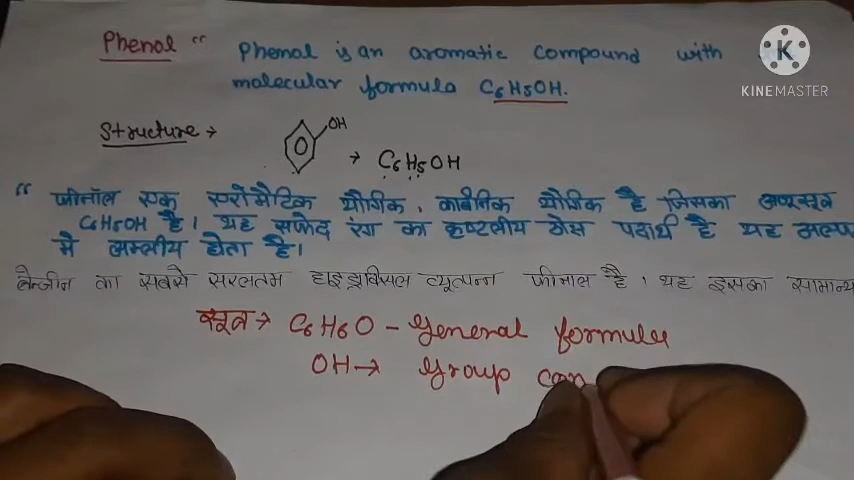 Phenol " Phenol is an aromatic compound with
molecular formula C6H5OH.
K
KINEMASTER
Structure → OH → C6H5OH
" फीनॉल एक एरोमैटिक यौगिक, कार्बनिक यौगिक है जिसका अणुसूत्र
C6H5OH है। यह सफेद रंग का क्रष्टलीय ठोस पदार्थ है यह अल्प
मे अम्लीय होता है।
बेन्जीन का सबसे सरलतम हाइड्रॉक्सिल व्यूत्पन्न फीनाल है। यह इसका सामान्य
सूत्र → C6H6O - General formula
OH → Group con